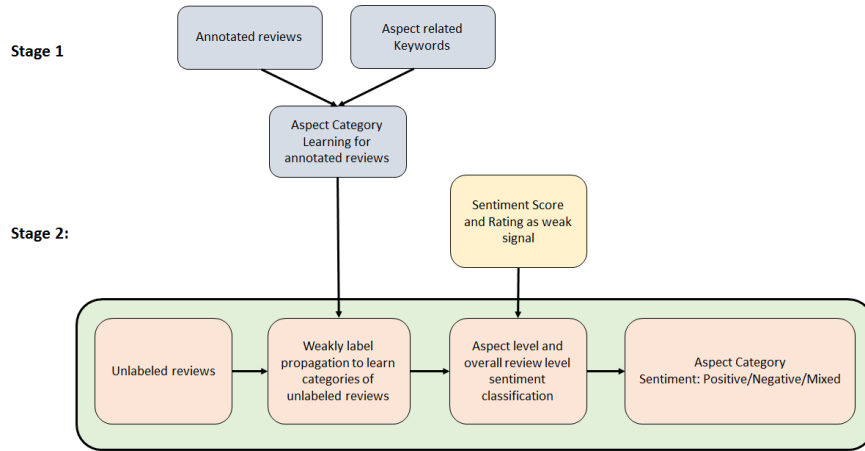 Stage 1
Annotated reviews
Aspect related
Keywords
Aspect Category
Learning for
annotated reviews
Stage 2:
Sentiment Score
and Rating as weak
signal
Unlabeled reviews
Weakly label
propagation to learn
categories of
unlabeled reviews
Aspect level and
overall review level
sentiment
classification
Aspect Category
Sentiment: Positive/Negative/Mixed